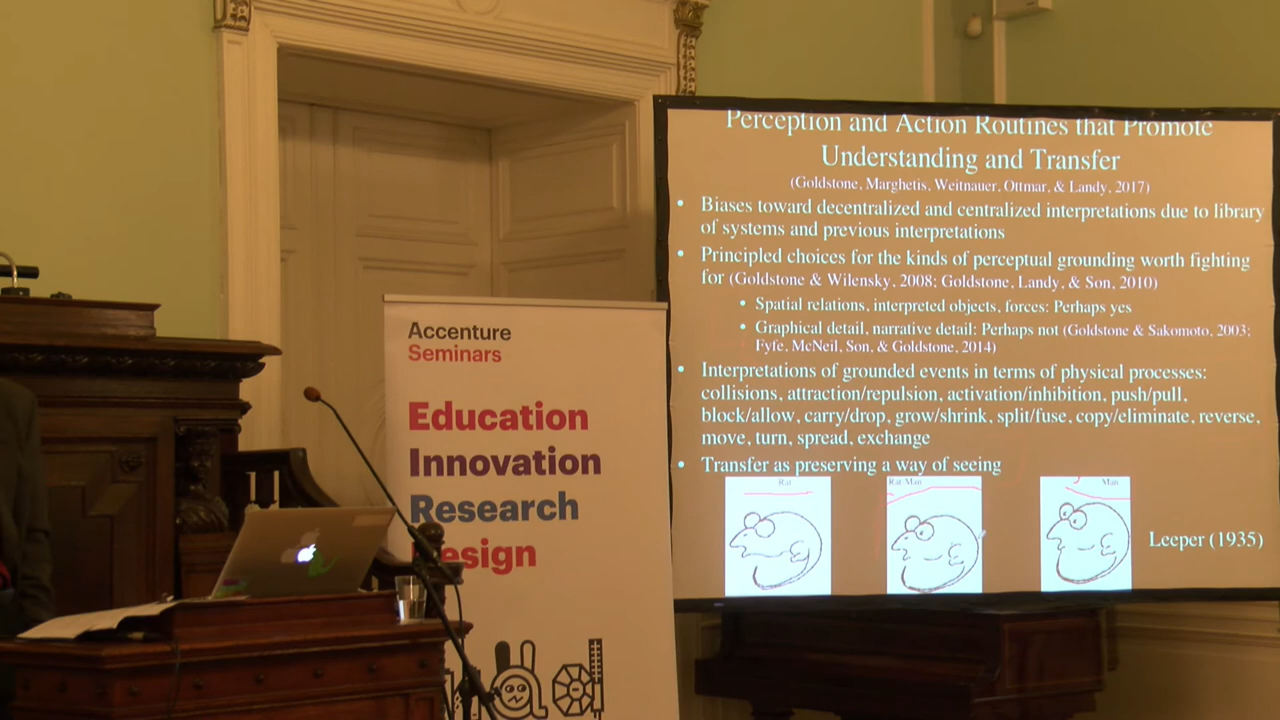 Accenture
Seminars
Education
Innovation
Research
Design
Perception and Action Routines that Promote
Understanding and Transfer
(Goldstone, Marghetis, Weitnauer, Ottmar, & Landy, 2017)
• Biases toward decentralized and centralized interpretations due to library
of systems and previous interpretations
• Principled choices for the kinds of perceptual grounding worth fighting
for (Goldstone & Wilensky, 2008; Goldstone, Landy, & Son, 2010)
• Spatial relations, interpreted objects, forces: Perhaps yes
• Graphical detail, narrative detail: Perhaps not (Goldstone & Sakomoto, 2003;
Fyfe, McNeil, Son, & Goldstone, 2014)
• Interpretations of grounded events in terms of physical processes:
collisions, attraction/repulsion, activation/inhibition, push/pull,
block/allow, carry/drop, grow/shrink, split/fuse, copy/eliminate, reverse,
move, turn, spread, exchange
• Transfer as preserving a way of seeing
Rat
Rat-Man
Man
Leeper (1935)